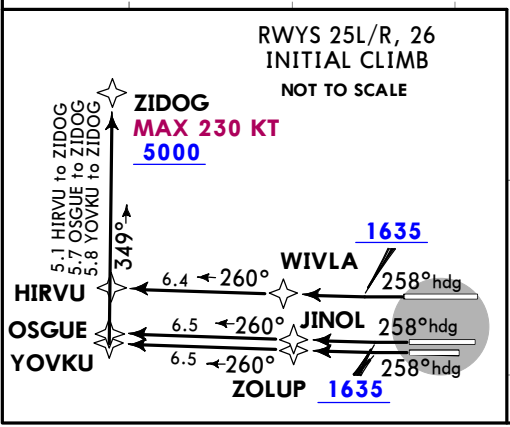 RWYS 25L/R, 26
INITIAL CLIMB
NOT TO SCALE
ZIDOG
MAX 230 KT
5000
5.1 HIRVU to ZIDOG
5.7 OSGUE to ZIDOG
5.8 YOVKU to ZIDOG
349°
1635
WIVLA
6.4 260°
258°hdg
HIRVU
JINOL
6.5 260°
258°hdg
OSGUE
YOVKU
6.5 260°
258°hdg
ZOLUP
1635